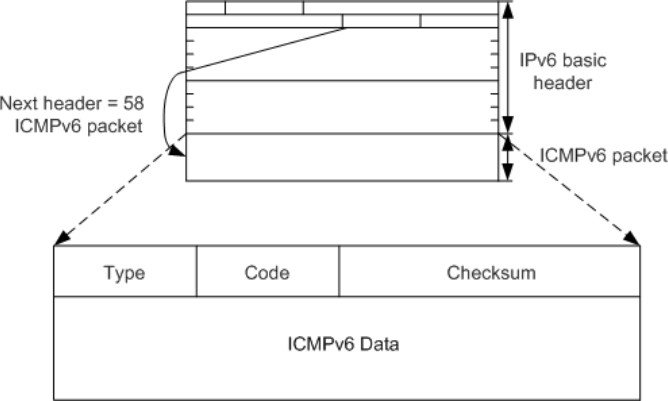 IPv6 basic
header
Next header = 58
ICMPv6 packet
ICMPv6 packet
Type
Code
Checksum
ICMPv6 Data